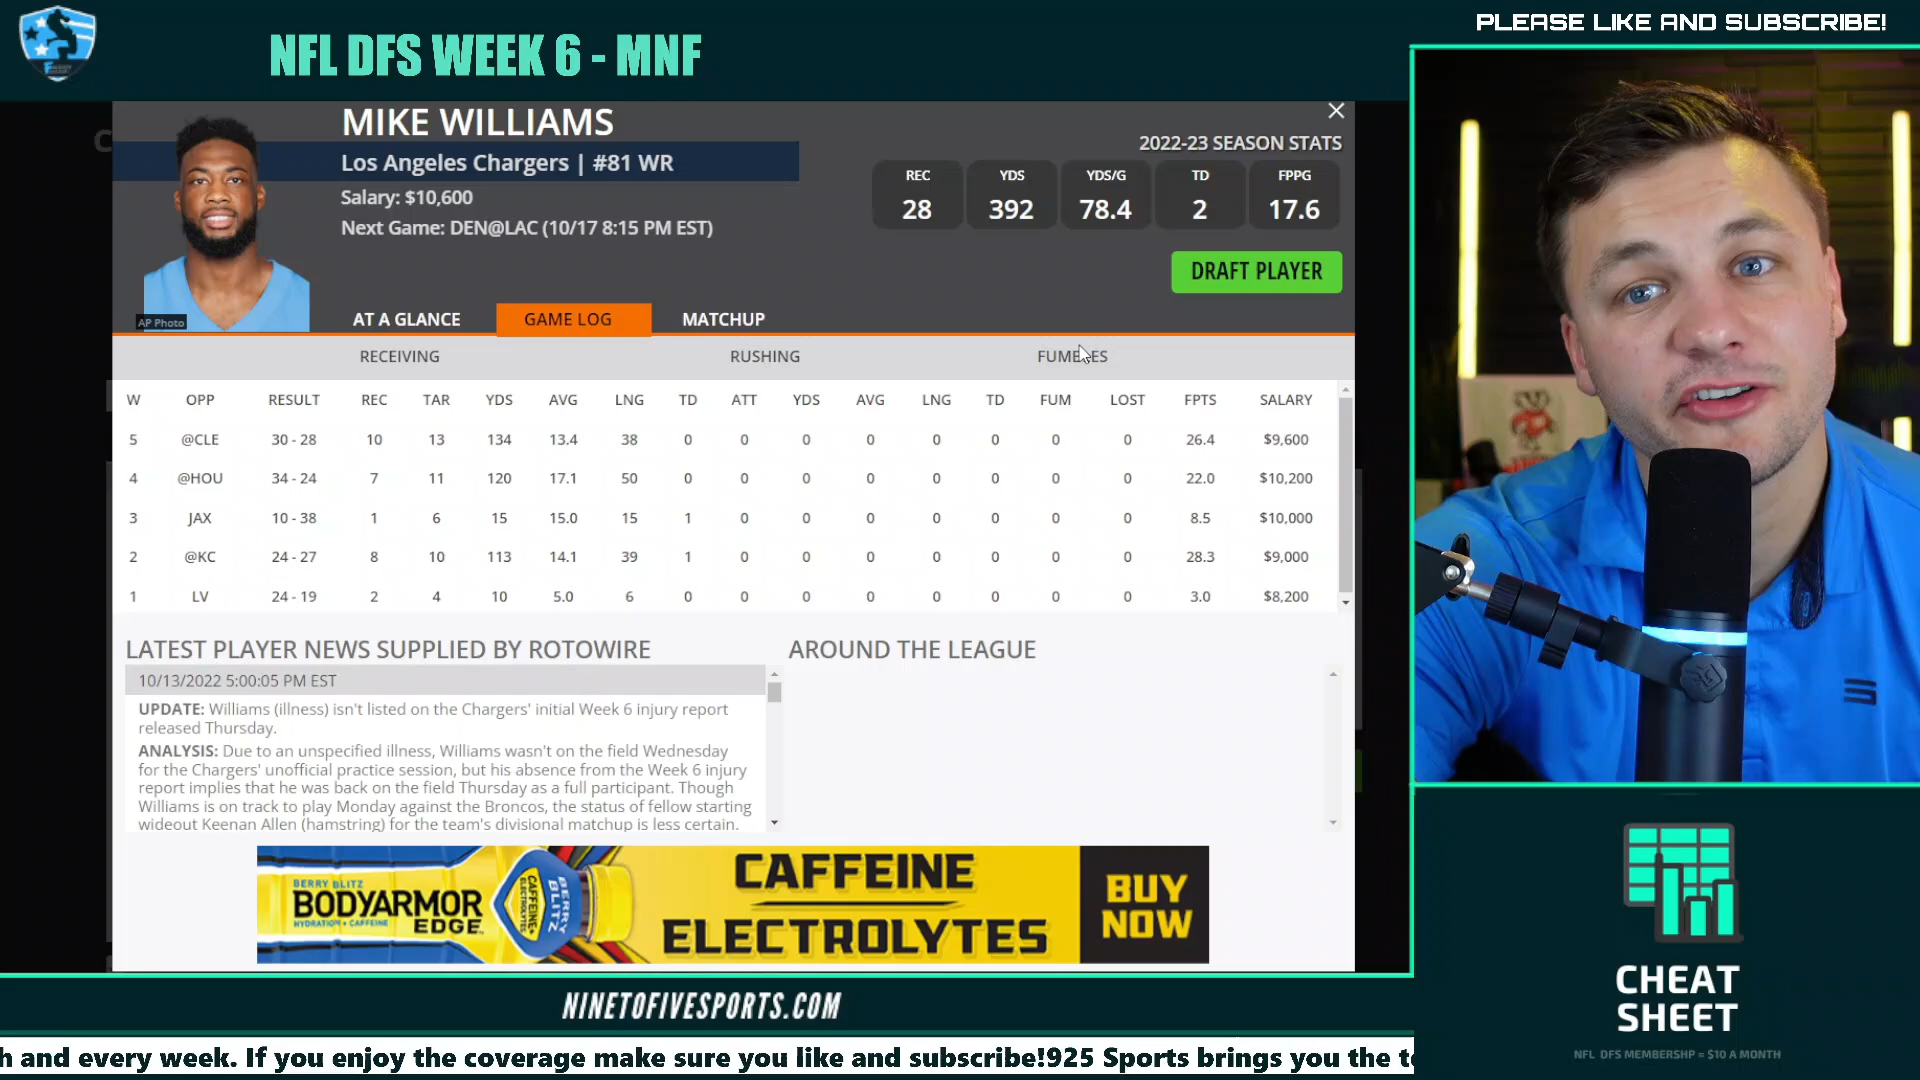 PLEASE LIKE AND SUBSCRIBE!
NFL DFS WEEK 6 - MNF
MIKE WILLIAMS
Los Angeles Chargers | #81 WR
Salary: $10,600
Next Game: DEN@LAC (10/17 8:15 PM EST)
AP Photo
2022-23 SEASON STATS
REC YDS YDS/G TD FPPG
28 392 78.4 2 17.6
DRAFT PLAYER
AT A GLANCE GAME LOG MATCHUP
RECEIVING RUSHING
W OPP RESULT REC TAR YDS AVG LNG TD ATT YDS AVG LNG TD FUM LOST FPTS SALARY
5 @CLE 30 - 28 10 13 134 13.4 38 0 0 0 0 0 0 0 0 26.4 $9,600
4 @HOU 34 - 24 7 11 120 17.1 50 0 0 0 0 0 0 0 0 22.0 $10,200
3 JAX 10 - 38 1 6 15 15.0 15 1 0 0 0 0 0 0 0 8.5 $10,000
2 @KC 24 - 27 8 10 113 14.1 39 1 0 0 0 0 0 0 0 28.3 $9,000
1 LV 24 - 19 2 4 10 5.0 6 0 0 0 0 0 0 0 0 3.0 $8,200
LATEST PLAYER NEWS SUPPLIED BY ROTOWIRE
10/13/2022 5:00:05 PM EST
UPDATE: Williams (illness) isn't listed on the Chargers' initial Week 6 injury report
released Thursday.
ANALYSIS: Due to an unspecified illness, Williams wasn't on the field Wednesday
for the Chargers' unofficial practice session, but his absence from the Week 6 injury
report implies that he was back on the field Thursday as a full participant. Though
Williams is on track to play Monday against the Broncos, the status of fellow starting
wideout Keenan Allen (hamstring) for the team's divisional matchup is less certain.
AROUND THE LEAGUE
BERRY BLITZ
BODYARMOR
EDGE
HYDRATION + CAFFEINE
BERRY BLITZ
CAFFEINE
ELECTROLYTES
CAFFEINE
ELECTROLYTES
BUY
NOW
NINETOFIVESPORTS.COM
h and every week. If you enjoy the coverage make sure you like and subscribe!925 Sports brings you the t
CHEAT
SHEET
NFL DFS MEMBERSHP = $10 A MONTH